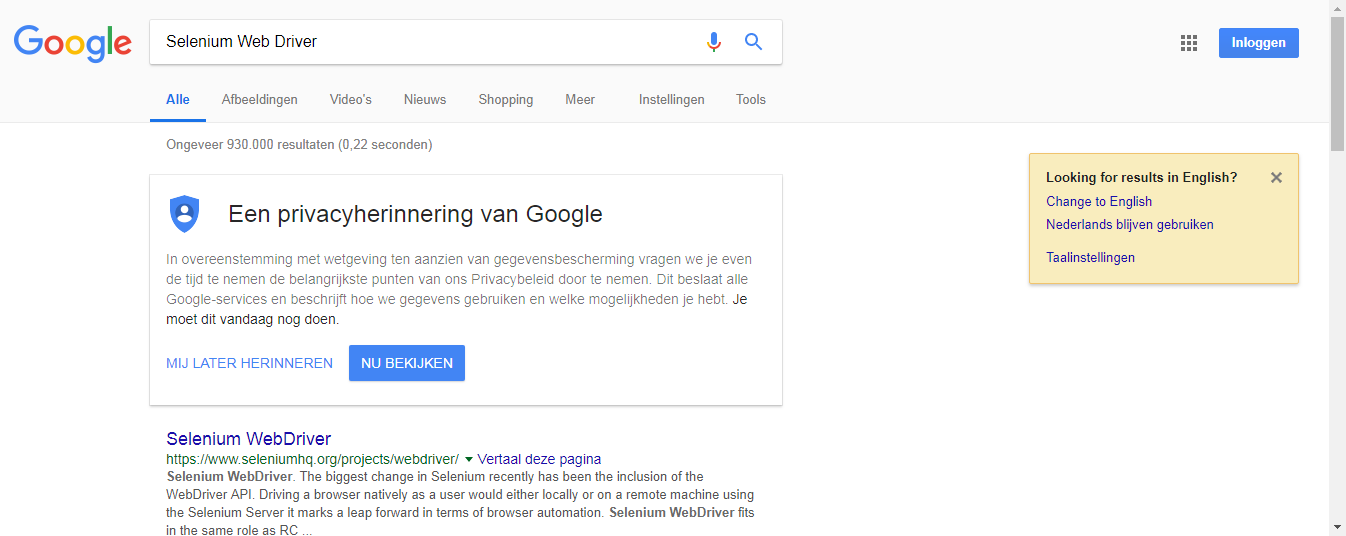 Google
Selenium Web Driver
Inloggen
Alle Afbeeldingen Video's Nieuws Shopping Meer Instellingen Tools
Ongeveer 930.000 resultaten (0,22 seconden)
Looking for results in English?
Change to English
Nederlands blijven gebruiken
Taalinstellingen
Een privacyherinnering van Google
In overeenstemming met wetgeving ten aanzien van gegevensbescherming vragen we je even
de tijd te nemen de belangrijkste punten van ons Privacybeleid door te nemen. Dit beslaat alle
Google-services en beschrijft hoe we gegevens gebruiken en welke mogelijkheden je hebt. Je
moet dit vandaag nog doen.
MIJ LATER HERINNEREN NU BEKIJKEN
Selenium WebDriver
https://www.seleniumhq.org/projects/webdriver/ Vertaal deze pagina
Selenium WebDriver. The biggest change in Selenium recently has been the inclusion of the
WebDriver API. Driving a browser natively as a user would either locally or on a remote machine using
the Selenium Server it marks a leap forward in terms of browser automation. Selenium WebDriver fits
in the same role as RC ...